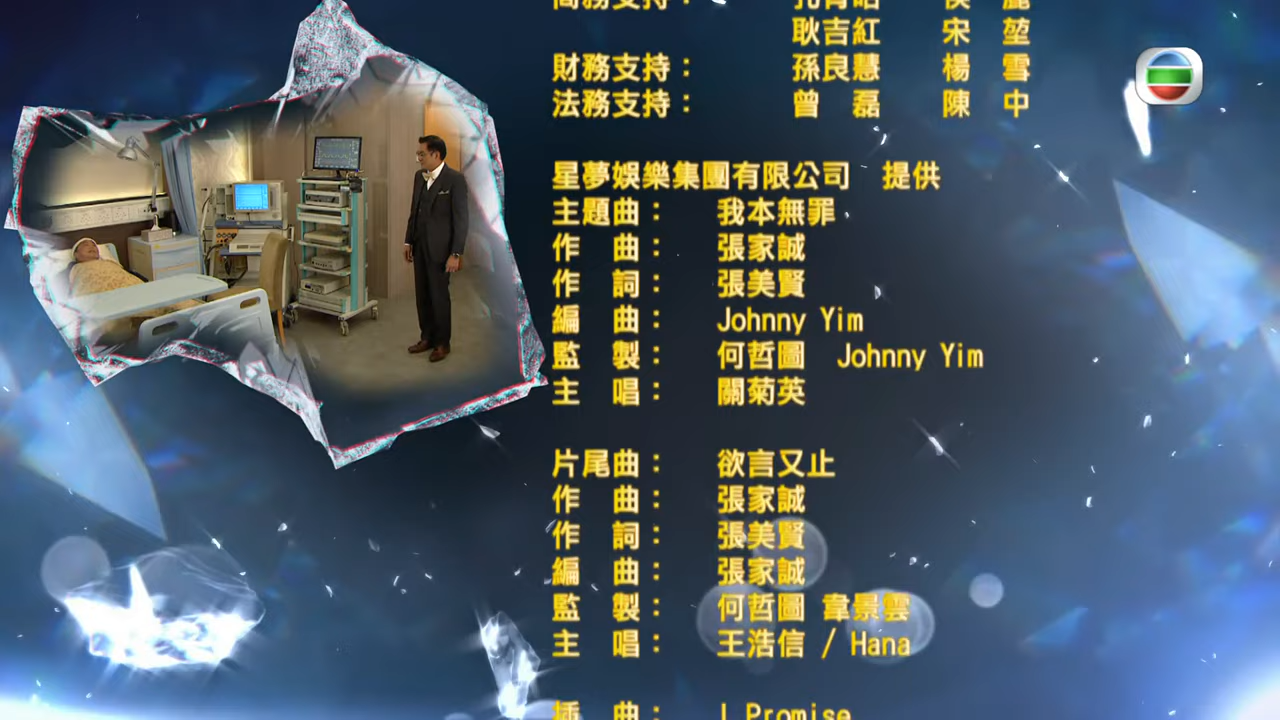 商務支持：
耿吉紅 宋 堃
財務支持： 孫良慧 楊 雪
法務支持： 曾 磊 陳 中
星夢娛樂集團有限公司 提供
主題曲： 我本無罪
作 曲： 張家誠
作 詞： 張美賢
編 曲： Johnny Yim
監 製： 何哲圖 Johnny Yim
主 唱： 關菊英
片尾曲： 欲言又止
作 曲： 張家誠
作 詞： 張美賢
編 曲： 張家誠
監 製： 何哲圖 韋景雲
主 唱： 王浩信 / Hana
插 曲： I Promise